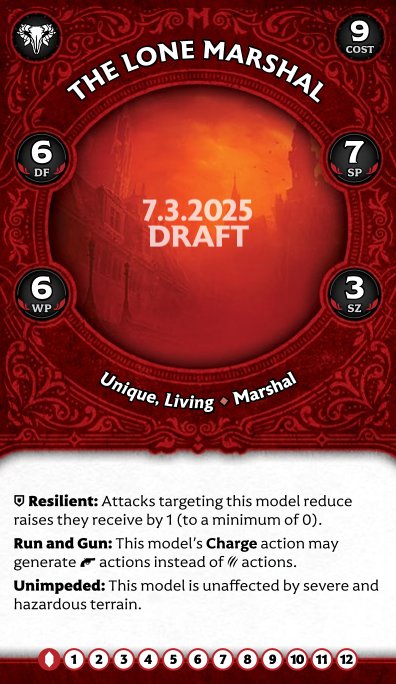 THE LONE MARSHAL
9
COST
6
DF
7
SP
7.3.2025
DRAFT
6
WP
3
SZ
Unique, Living • Marshal
Resilient: Attacks targeting this model reduce
raises they receive by 1 (to a minimum of 0).
Run and Gun: This model's Charge action may
generate actions instead of actions.
Unimpeded: This model is unaffected by severe and
hazardous terrain.
1 2 3 4 5 6 7 8 9 10 11 12